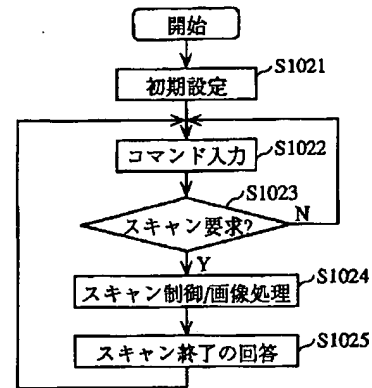 開始
初期設定
S1021
コマンド入力
S1022
スキャン要求?
S1023
N
Y
スキャン制御/画像処理
S1024
スキャン終了の回答
S1025